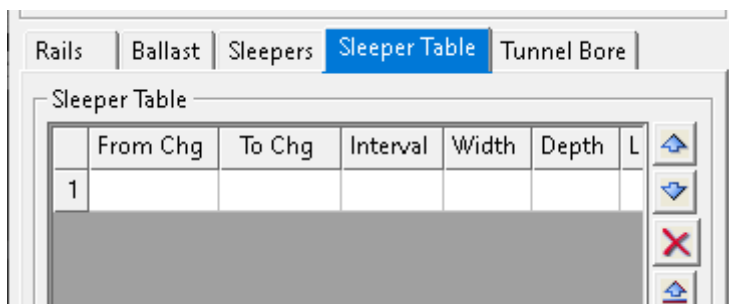 Rails Ballast Sleepers Sleeper Table Tunnel Bore
Sleeper Table
From Chg To Chg Interval Width Depth L
1